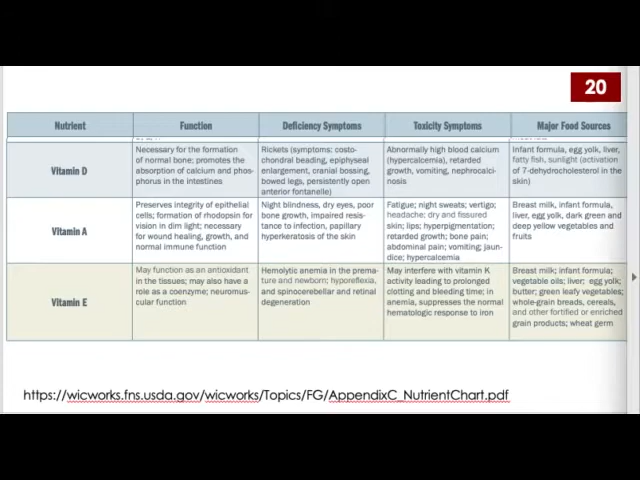 20
Nutrient
Function
Deficiency Symptoms
Toxicity Symptoms
Major Food Sources
Vitamin D
Necessary for the formation
of normal bone; promotes the
absorption of calcium and phos-
phorus in the intestines
Rickets (symptoms: costo-
chondral beading, epiphyseal
enlargement, cranial bossing,
bowed legs, persistently open
anterior fontanelle)
Abnormally high blood calcium
(hypercalcemia), retarded
growth, vomiting, nephrocalci-
nosis
Infant formula, egg yolk, liver,
fatty fish, sunlight (activation
of 7-dehydrocholesterol in the
skin)
Vitamin A
Preserves integrity of epithelial
cells; formation of rhodopsin for
vision in dim light; necessary
for wound healing, growth, and
normal immune function
Night blindness, dry eyes, poor
bone growth, impaired resis-
tance to infection, papillary
hyperkeratosis of the skin
Fatigue; night sweats; vertigo;
headache; dry and fissured
skin; lips; hyperpigmentation;
retarded growth; bone pain;
abdominal pain; vomiting; jaun-
dice; hypercalcemia
Breast milk, infant formula,
liver, egg yolk, dark green and
deep yellow vegetables and
fruits
Vitamin E
May function as an antioxidant
in the tissues; may also have a
role as a coenzyme; neuromus-
cular function
Hemolytic anemia in the prema-
ture and newborn; hyporeflexia,
and spinocerebellar and retinal
degeneration
May interfere with vitamin K
activity leading to prolonged
clotting and bleeding time; in
anemia, suppresses the normal
hematologic response to iron
Breast milk; infant formula;
vegetable oils; liver; egg yolk;
butter; green leafy vegetables;
whole-grain breads, cereals,
and other fortified or enriched
grain products; wheat germ
https://wicworks.fns.usda.gov/wicworks/Topics/FG/AppendixC_NutrientChart.pdf